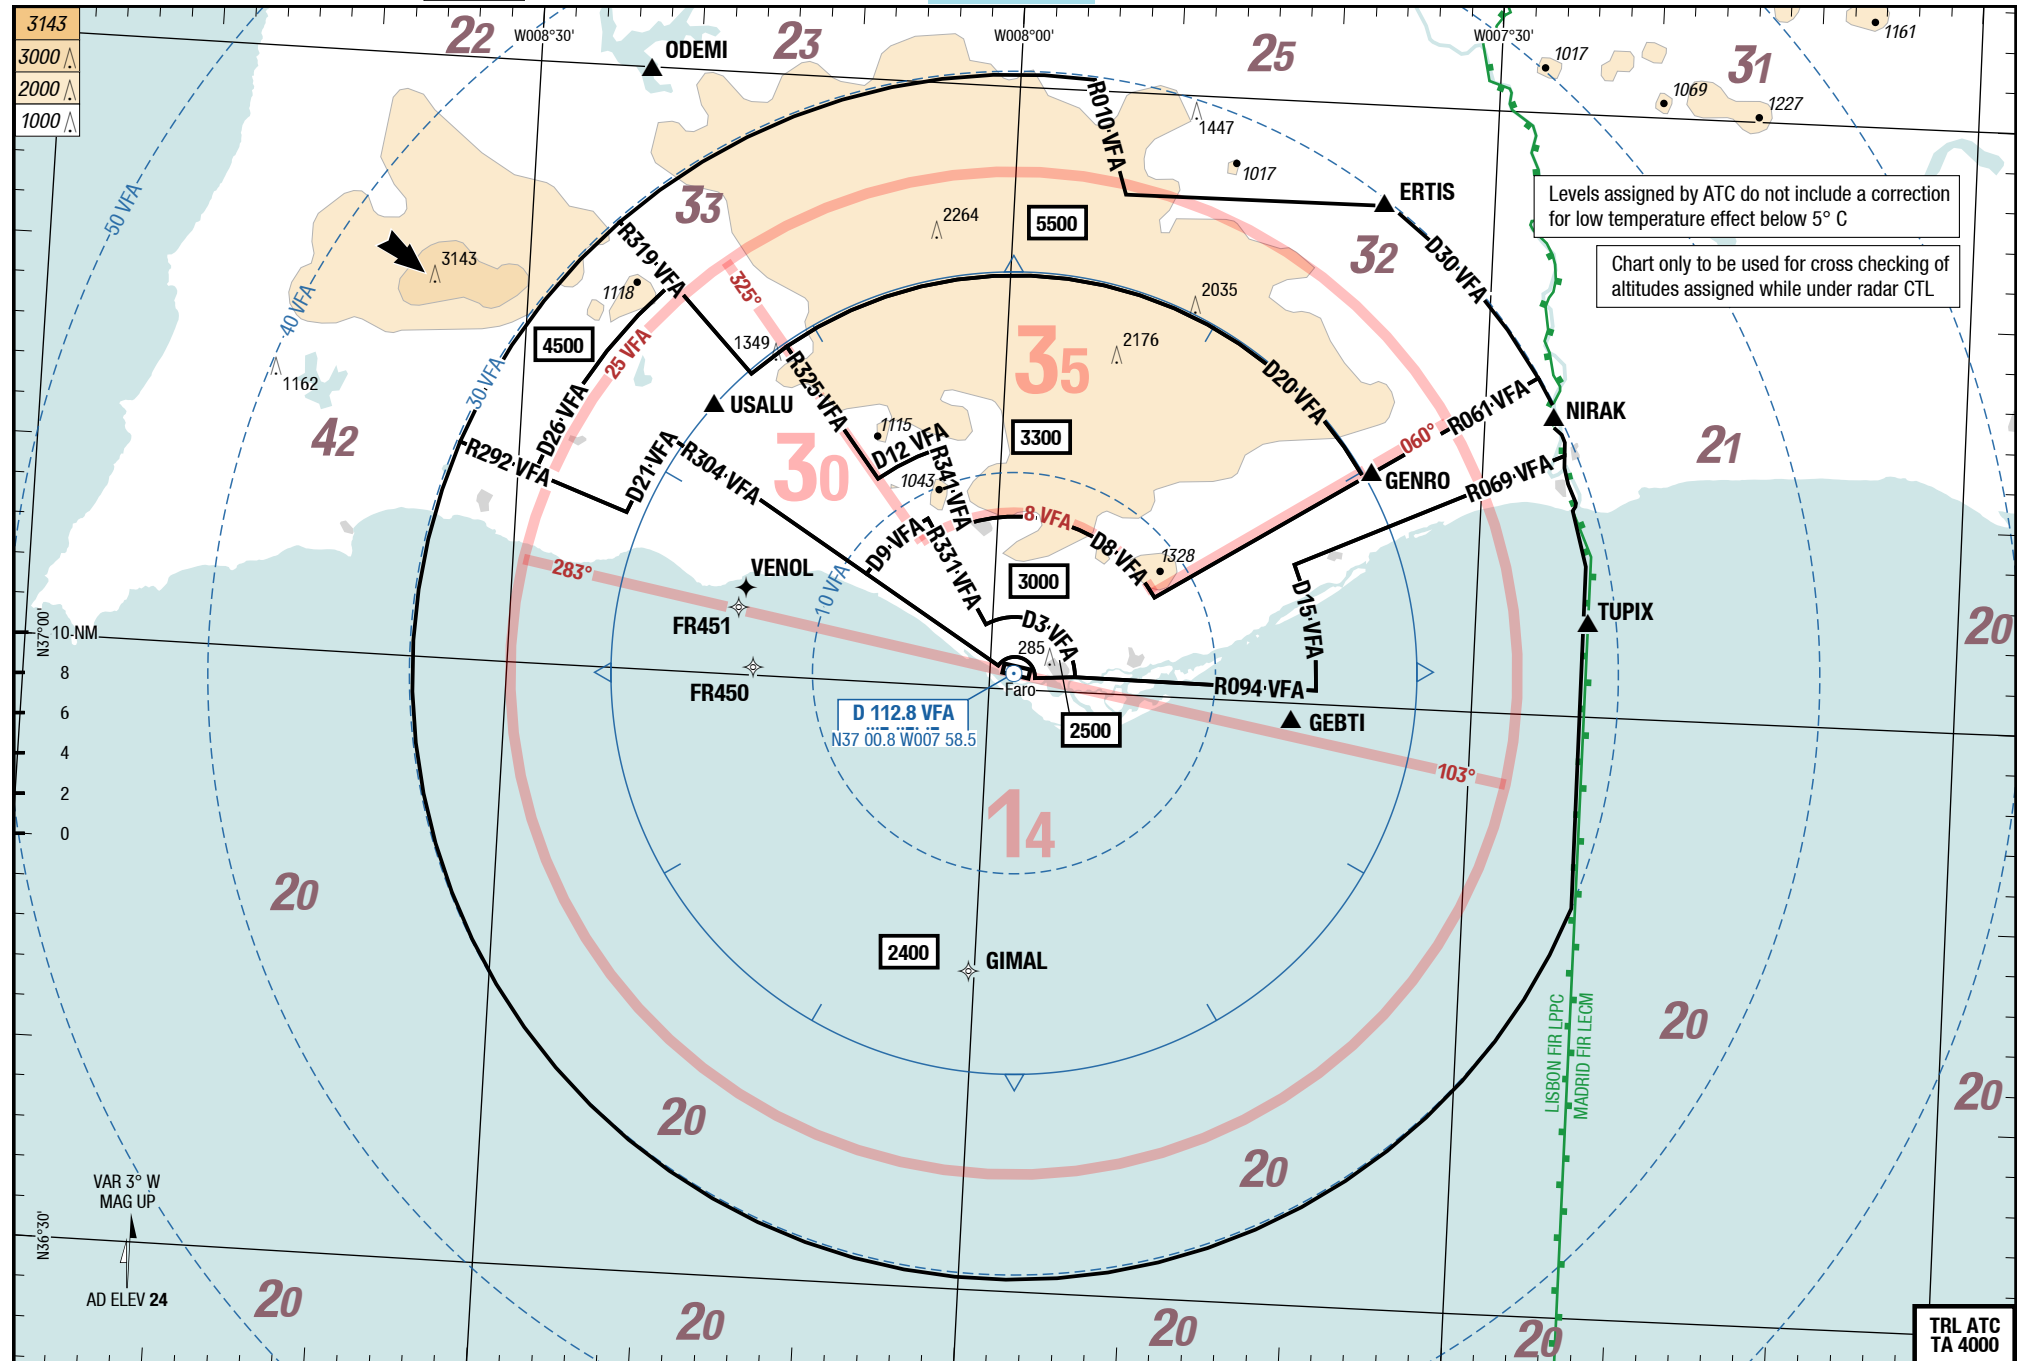 3143
3000
2000
1000
22
W008°30'
ODEMI
23
W008°00'
25
W007°30'
31
1161
1017
1069
1227
R010·VFA
1447
1017
ERTIS
Levels assigned by ATC do not include a correction
for low temperature effect below 5° C
Chart only to be used for cross checking of
altitudes assigned while under radar CTL
50 VFA
33
2264
5500
32
D30·VFA
3143
R319·VFA
325°
1118
40 VFA
4500
25 VFA
1349
35
2176
2035
D20·VFA
30·VFA
1162
USALU
R325·VFA
NIRAK
R061·VFA
060°
42
D26·VFA
R292·VFA
D21·VFA
R304·VFA
30
1115
D12 VFA
R341·VFA
1043
3300
GENRO
R069·VFA
21
8 VFA
D8·VFA
1328
D9·VFA
R331·VFA
283°
VENOL
FR451
10 VFA
3000
D3·VFA
285
D15·VFA
TUPIX
20
N37°00'
10-NM
8
6
4
2
0
FR450
Faro
R094·VFA
GEBTI
D 112.8 VFA
N37 00.8 W007 58.5
2500
103°
14
20
2400
GIMAL
LISBON FIR LPPC
MADRID FIR LECM
20
20
20
20
VAR 3° W
MAG UP
N36°30'
AD ELEV 24
20
20
20
20
TRL ATC
TA 4000